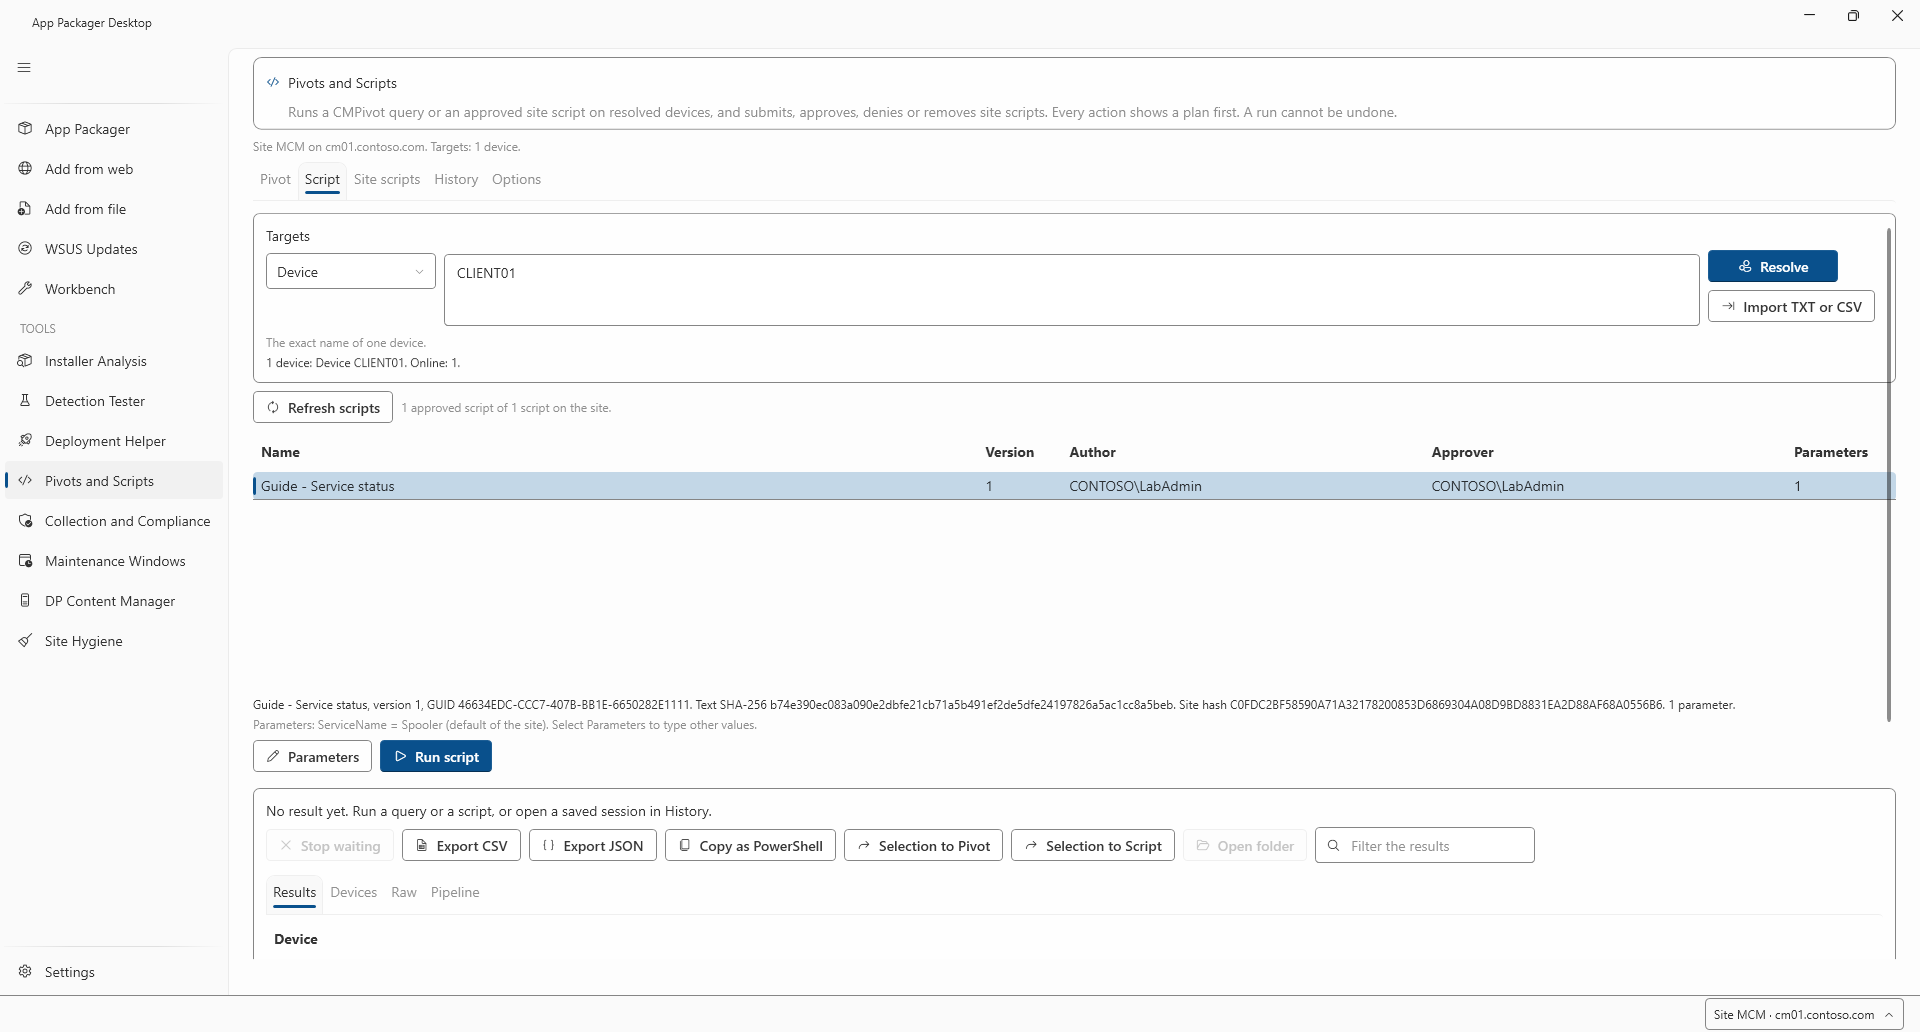 App Packager Desktop
Pivots and Scripts
Runs a CMPivot query or an approved site script on resolved devices, and submits, approves, denies or removes site scripts. Every action shows a plan first. A run cannot be undone.
Site MCM on cm01.contoso.com. Targets: 1 device.
Pivot Script Site scripts History Options
App Packager
Add from web
Add from file
WSUS Updates
Workbench
TOOLS
Installer Analysis
Detection Tester
Deployment Helper
Pivots and Scripts
Collection and Compliance
Maintenance Windows
DP Content Manager
Site Hygiene
Settings
Targets
Device
CLIENT01
Resolve
Import TXT or CSV
The exact name of one device.
1 device: Device CLIENT01. Online: 1.
Refresh scripts 1 approved script of 1 script on the site.
Name Version Author Approver Parameters
Guide - Service status 1 CONTOSO\LabAdmin CONTOSO\LabAdmin 1
Guide - Service status, version 1, GUID 46634EDC-CCC7-407B-BB1E-6650282E1111. Text SHA-256 b74e390ec083a090e2dbfe21cb71a5b491ef2de5dfe24197826a5ac1cc8a5beb. Site hash C0FDC2BF58590A71A32178200853D6869304A08D9BD8831EA2D88AF68A0556B6. 1 parameter.
Parameters: ServiceName = Spooler (default of the site). Select Parameters to type other values.
Parameters Run script
No result yet. Run a query or a script, or open a saved session in History.
Stop waiting Export CSV Export JSON Copy as PowerShell Selection to Pivot Selection to Script Open folder Filter the results
Results Devices Raw Pipeline
Device
Site MCM · cm01.contoso.com